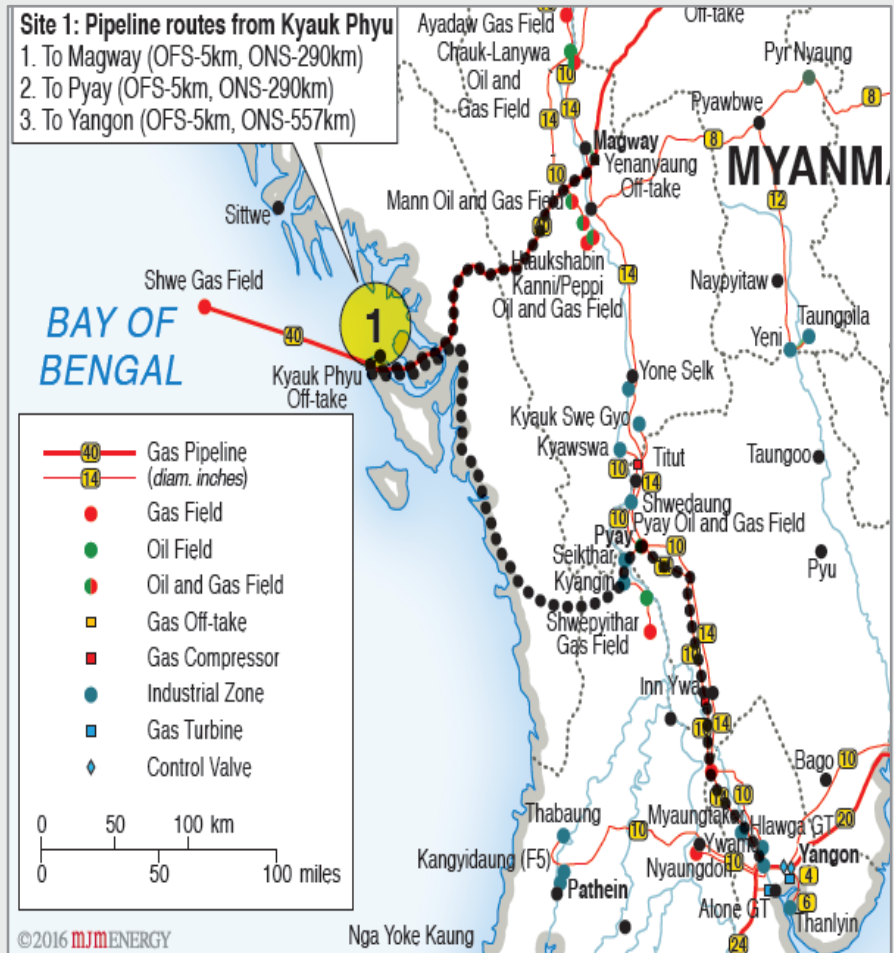 Site 1: Pipeline routes from Kyauk Phyu
1. To Magway (OFS-5km, ONS-290km)
2. To Pyay (OFS-5km, ONS-290km)
3. To Yangon (OFS-5km, ONS-557km)
Off-take
Ayadaw Gas Field
Chauk-Lanywa
Oil and
Gas Field
10
14
14
10
Pyr Nyaung
8
Pyawbwe
8
MYANMA
12
Magway
Yenanyaung
Off-take
Mann Oil and Gas Field
Sittwe
Htaukshabin
Kanni/Peppi
Oil and Gas Field
14
Shwe Gas Field
40
BAY OF
BENGAL
1
Kyauk Phyu
Off-take
Naypyitaw
Taungpila
Yeni
Yone Selk
Kyauk Swe Gyo
Kyawswa
Titut
10
14
Taungoo
Shwedaung
10
Pyay Oil and Gas Field
Pyay
10
Seikthar
Kyangin
Pyu
Shwepyithar
Gas Field
14
Inn Ywa
14
Bago
10
10
20
Thabaung
10
Myaungtak
Hlawga GT
Ywama
Kangyidaung (F5)
Nyaungdon
10
Yangon
4
Pathein
Alone GT
6
Thanlyin
24
Nga Yoke Kaung
40 Gas Pipeline
14 (diam. inches)
Gas Field
Oil Field
Oil and Gas Field
Gas Off-take
Gas Compressor
Industrial Zone
Gas Turbine
Control Valve
0 50 100 km
0 50 100 miles
©2016 MJMENERGY